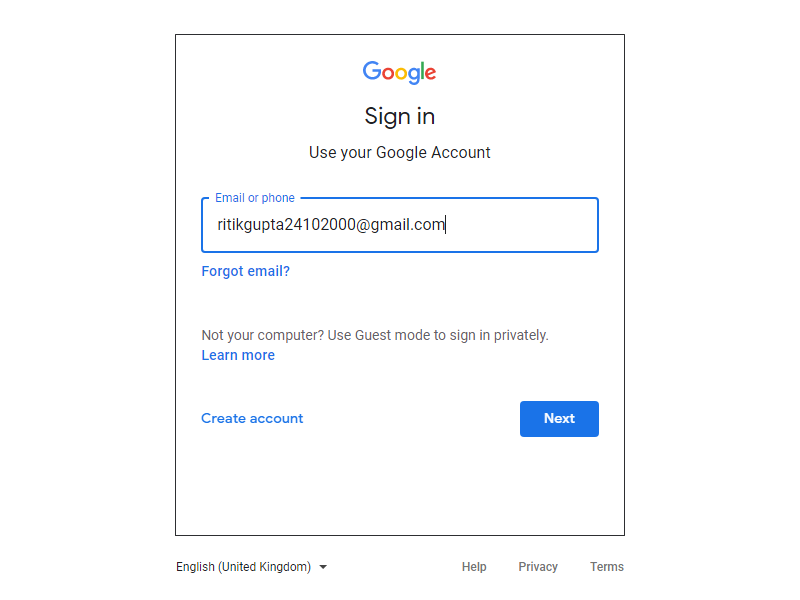 Google
Sign in
Use your Google Account
Email or phone
ritikgupta24102000@gmail.com
Forgot email?
Not your computer? Use Guest mode to sign in privately.
Learn more
Create account
Next
English (United Kingdom)
Help
Privacy
Terms